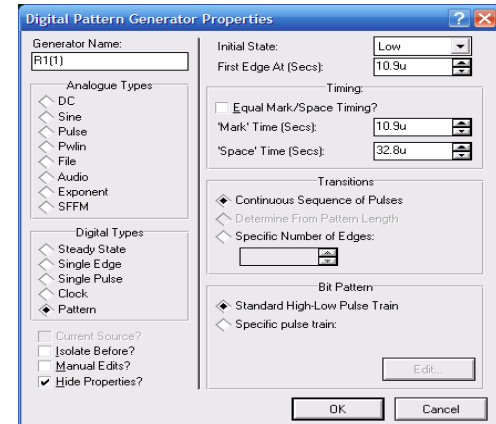 Digital Pattern Generator Properties
Generator Name:
R1(1)
Analogue Types
DC
Sine
Pulse
Pwlin
File
Audio
Exponent
SFFM
Digital Types
Steady State
Single Edge
Single Pulse
Clock
Pattern
Current Source?
Isolate Before?
Manual Edits?
Hide Properties?
Initial State: Low
First Edge At (Secs): 10.9u
Timing:
Equal Mark/Space Timing?
'Mark' Time (Secs): 10.9u
'Space' Time (Secs): 32.8u
Transitions
Continuous Sequence of Pulses
Determine From Pattern Length
Specific Number of Edges:
Bit Pattern
Standard High-Low Pulse Train
Specific pulse train:
Edit...
OK Cancel